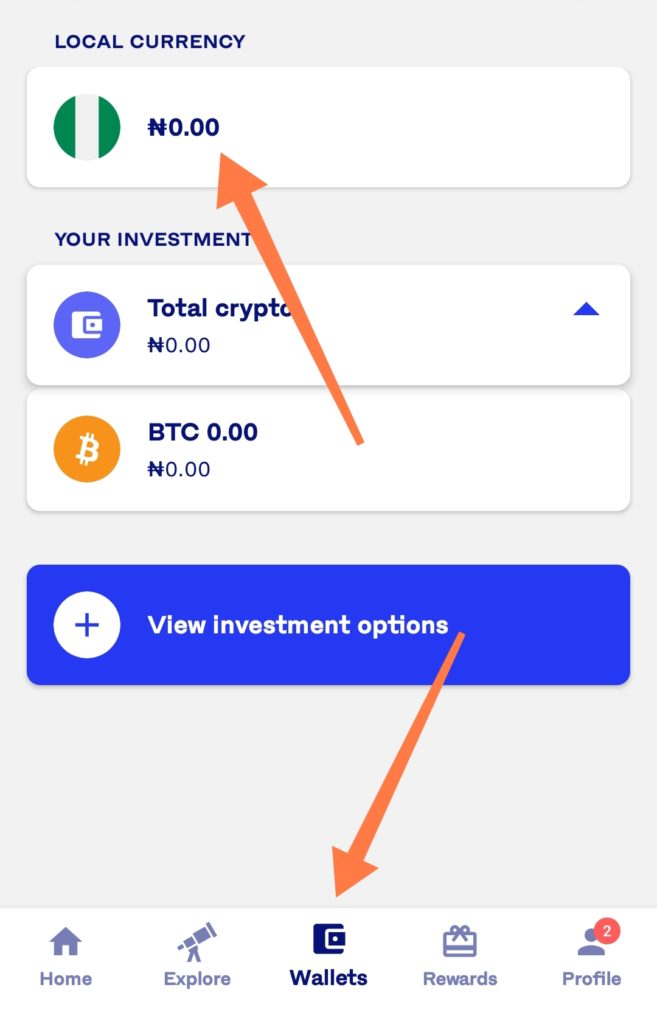 LOCAL CURRENCY
₦0.00
YOUR INVESTMENT
Total crypto
₦0.00
BTC 0.00
₦0.00
View investment options
2
Home Explore Wallets Rewards Profile